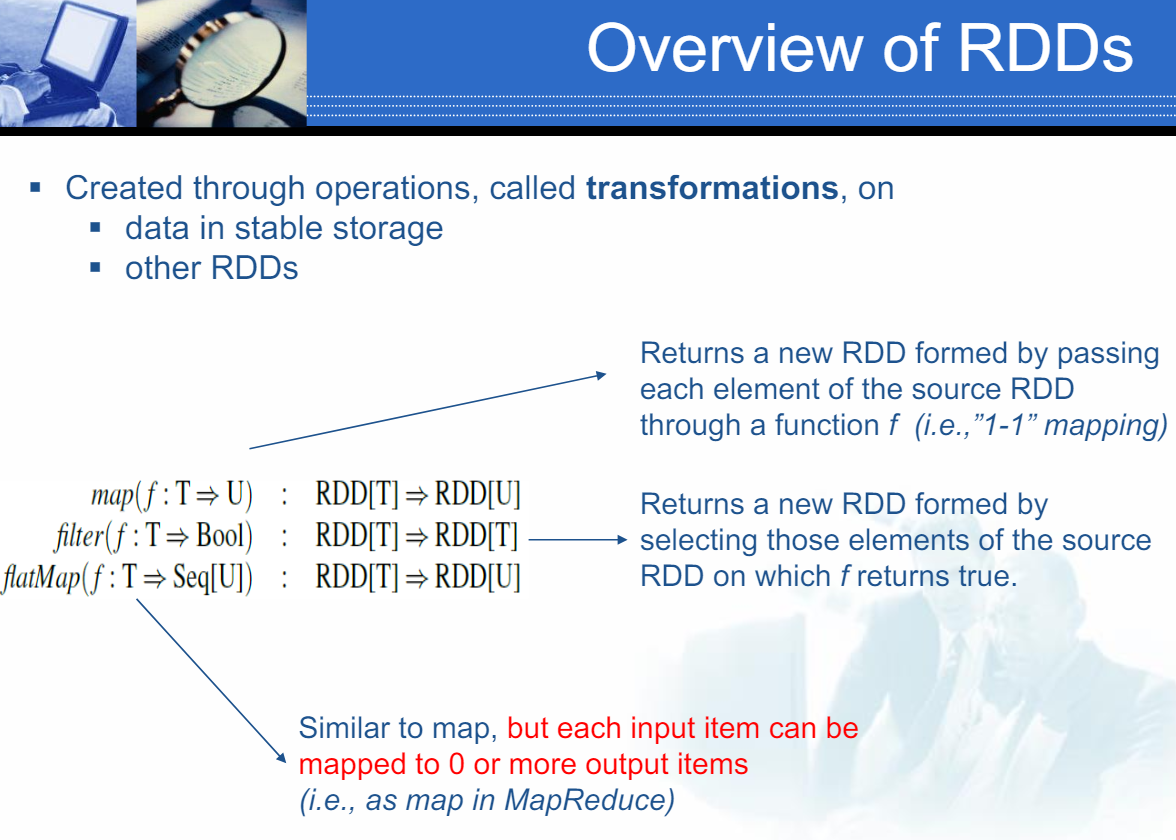 Overview of RDDs
▪ Created through operations, called transformations, on
▪ data in stable storage
▪ other RDDs
Returns a new RDD formed by passing
each element of the source RDD
through a function f (i.e.,”1-1” mapping)
map(f : T ⇒ U) : RDD[T] ⇒ RDD[U]
filter(f : T ⇒ Bool) : RDD[T] ⇒ RDD[T]
flatMap(f : T ⇒ Seq[U]) : RDD[T] ⇒ RDD[U]
Returns a new RDD formed by
selecting those elements of the source
RDD on which f returns true.
Similar to map, but each input item can be
mapped to 0 or more output items
(i.e., as map in MapReduce)